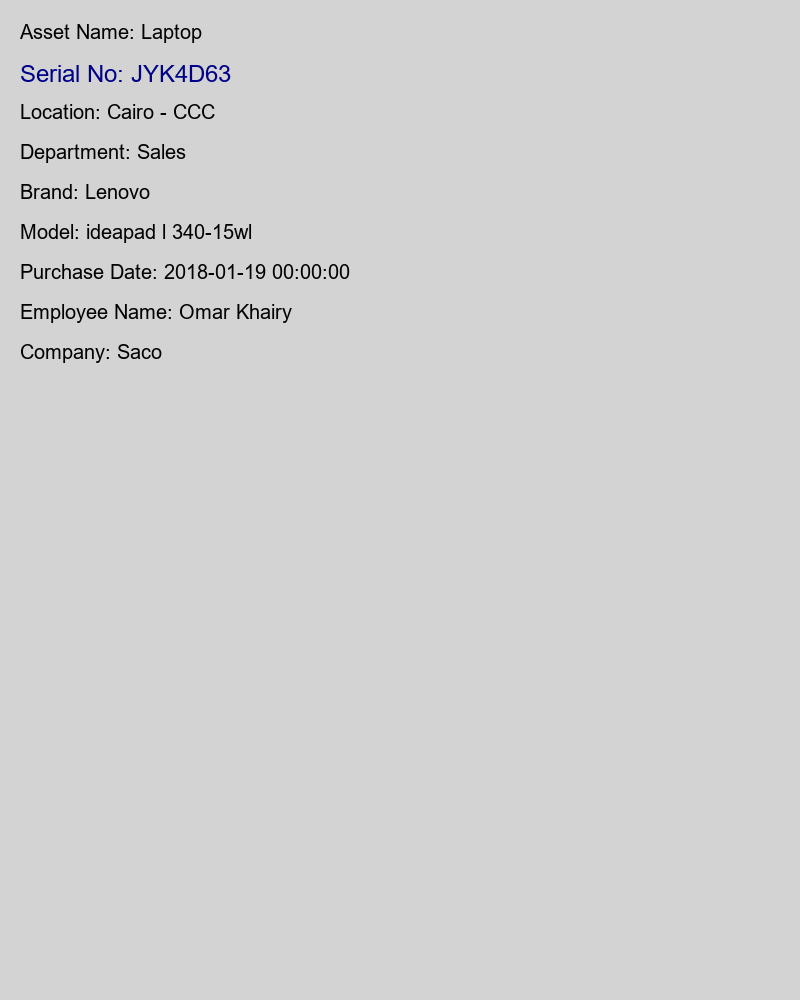 Asset Name: Laptop
Serial No: JYK4D63
Location: Cairo - CCC
Department: Sales
Brand: Lenovo
Model: ideapad l 340-15wl
Purchase Date: 2018-01-19 00:00:00
Employee Name: Omar Khairy
Company: Saco